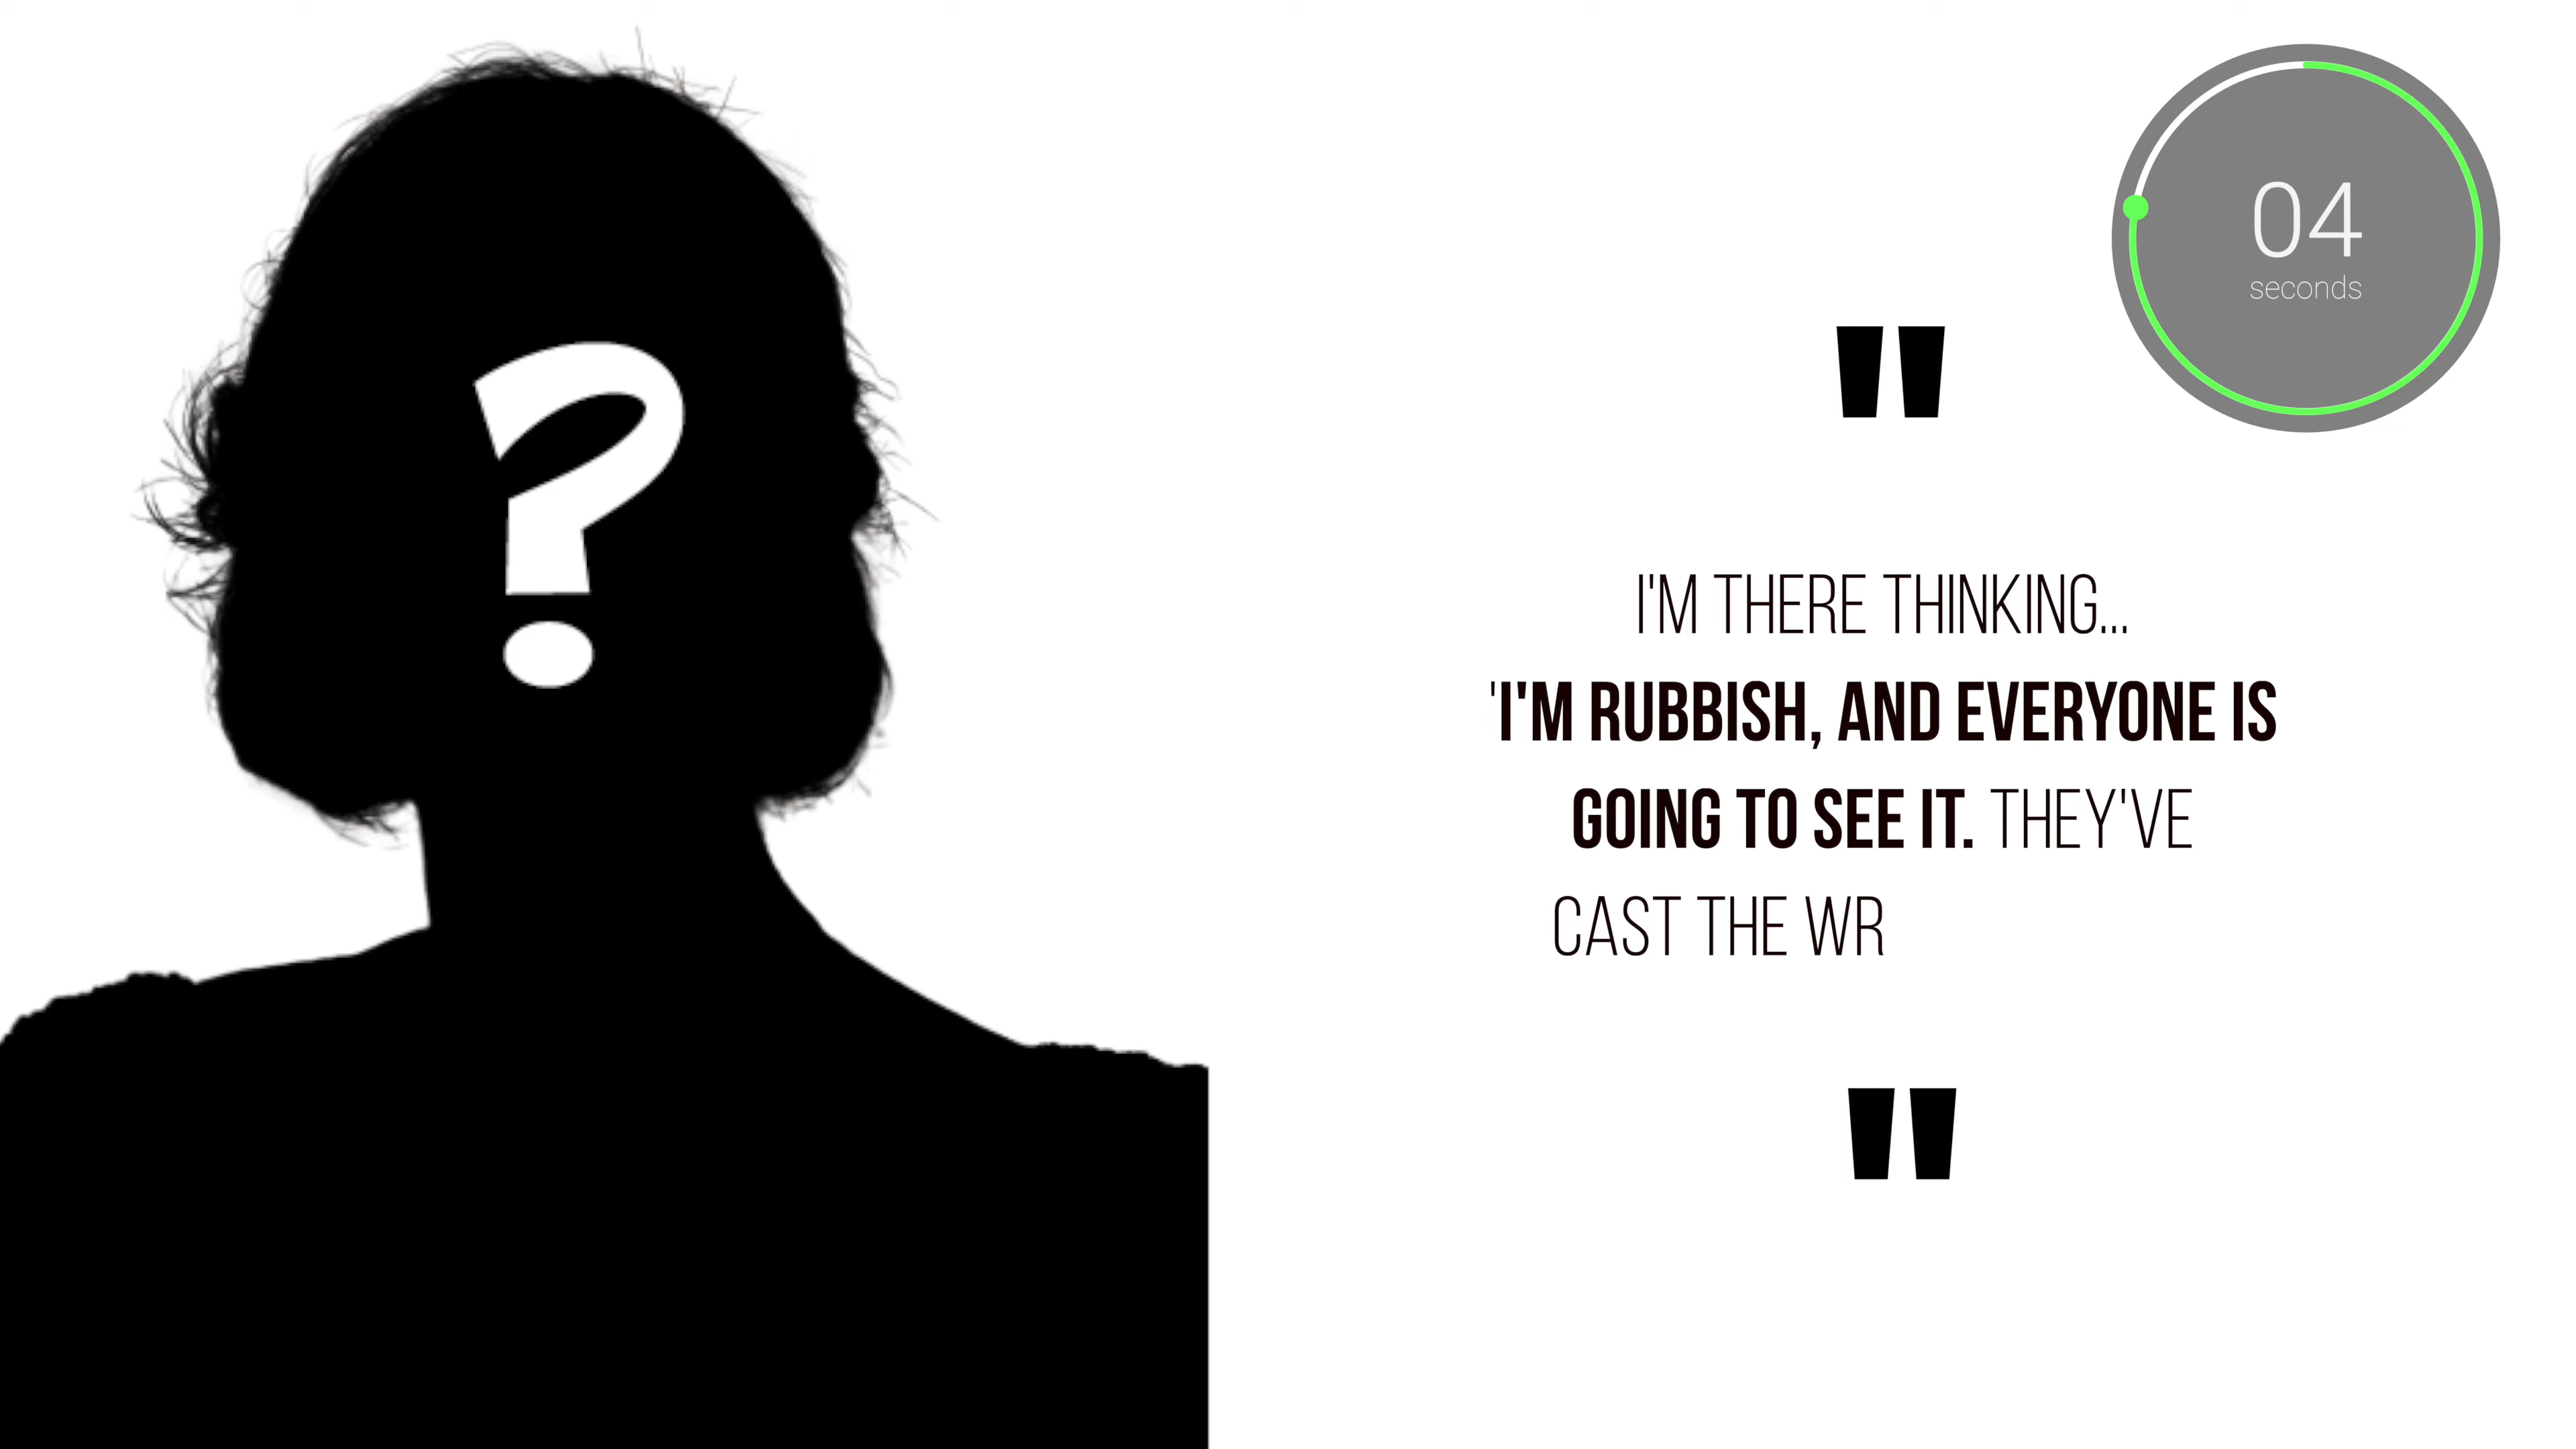 ?
04
seconds
"
I'M THERE THINKING...
'I'M RUBBISH, AND EVERYONE IS
GOING TO SEE IT. THEY'VE
CAST THE WR
"